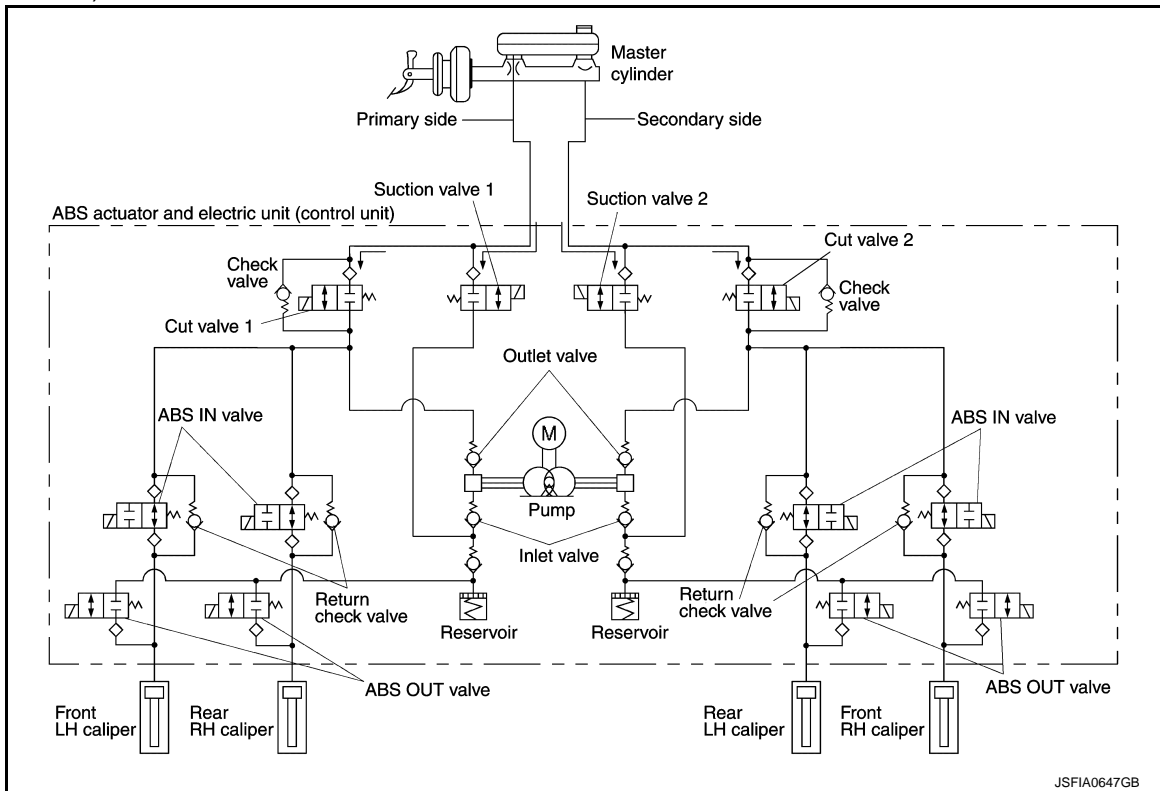 Master
cylinder
Primary side
Secondary side
Suction valve 1
Suction valve 2
ABS actuator and electric unit (control unit)
Cut valve 2
Check
valve
Check
valve
Cut valve 1
Outlet valve
ABS IN valve
ABS IN valve
M
Pump
Inlet valve
Return
check valve
Return
check valve
Reservoir
Reservoir
ABS OUT valve
ABS OUT valve
Front
LH caliper
Rear
RH caliper
Rear
LH caliper
Front
RH caliper
JSFIA0647GB